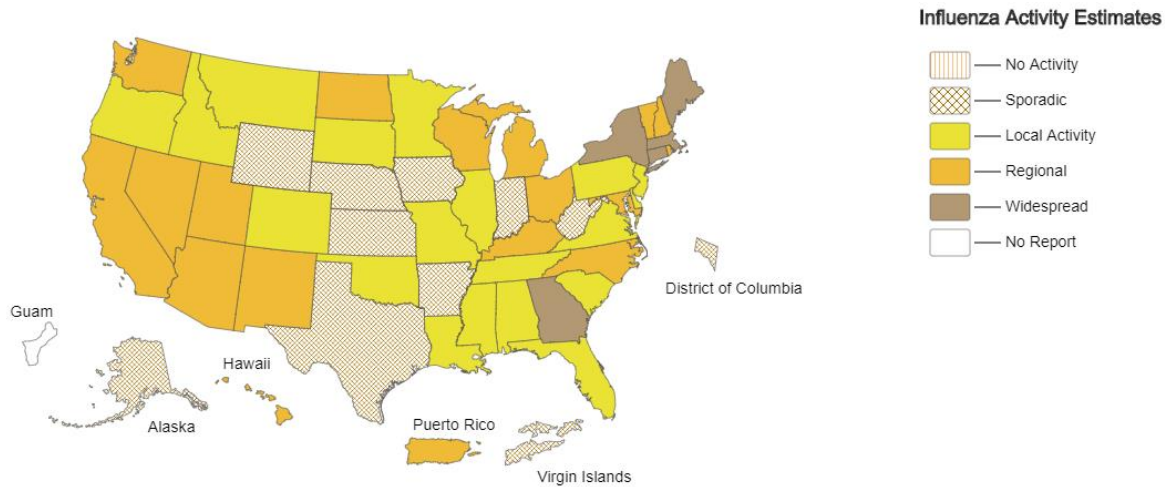 Influenza Activity Estimates
No Activity
Sporadic
Local Activity
Regional
Widespread
No Report
District of Columbia
Guam
Hawaii
Alaska
Puerto Rico
Virgin Islands